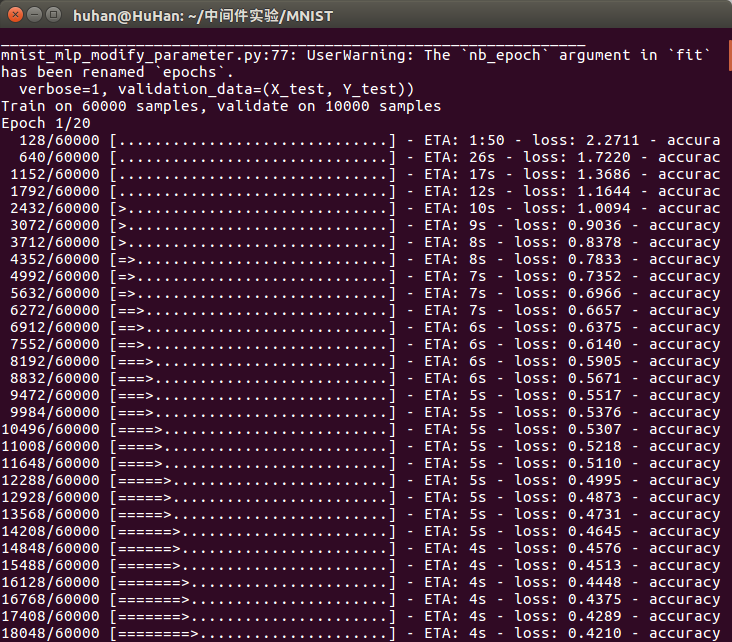 huhan@HuHan: ~/中间件实验/MNIST
_________________________________________________________________
mnist_mlp_modify_parameter.py:77: UserWarning: The `nb_epoch` argument in `fit`
has been renamed `epochs`.
  verbose=1, validation_data=(X_test, Y_test))
Train on 60000 samples, validate on 10000 samples
Epoch 1/20
  128/60000 [..............................] - ETA: 1:50 - loss: 2.2711 - accura
  640/60000 [..............................] - ETA: 26s - loss: 1.7220 - accurac
 1152/60000 [..............................] - ETA: 17s - loss: 1.3686 - accurac
 1792/60000 [..............................] - ETA: 12s - loss: 1.1644 - accurac
 2432/60000 [>.............................] - ETA: 10s - loss: 1.0094 - accurac
 3072/60000 [>.............................] - ETA: 9s - loss: 0.9036 - accuracy
 3712/60000 [>.............................] - ETA: 8s - loss: 0.8378 - accuracy
 4352/60000 [=>............................] - ETA: 8s - loss: 0.7833 - accuracy
 4992/60000 [=>............................] - ETA: 7s - loss: 0.7352 - accuracy
 5632/60000 [=>............................] - ETA: 7s - loss: 0.6966 - accuracy
 6272/60000 [==>...........................] - ETA: 7s - loss: 0.6657 - accuracy
 6912/60000 [==>...........................] - ETA: 6s - loss: 0.6375 - accuracy
 7552/60000 [==>...........................] - ETA: 6s - loss: 0.6140 - accuracy
 8192/60000 [===>..........................] - ETA: 6s - loss: 0.5905 - accuracy
 8832/60000 [===>..........................] - ETA: 6s - loss: 0.5671 - accuracy
 9472/60000 [===>..........................] - ETA: 5s - loss: 0.5517 - accuracy
 9984/60000 [===>..........................] - ETA: 5s - loss: 0.5376 - accuracy
10496/60000 [====>.........................] - ETA: 5s - loss: 0.5307 - accuracy
11008/60000 [====>.........................] - ETA: 5s - loss: 0.5218 - accuracy
11648/60000 [====>.........................] - ETA: 5s - loss: 0.5110 - accuracy
12288/60000 [=====>........................] - ETA: 5s - loss: 0.4995 - accuracy
12928/60000 [=====>........................] - ETA: 5s - loss: 0.4873 - accuracy
13568/60000 [=====>........................] - ETA: 5s - loss: 0.4731 - accuracy
14208/60000 [======>.......................] - ETA: 5s - loss: 0.4645 - accuracy
14848/60000 [======>.......................] - ETA: 4s - loss: 0.4576 - accuracy
15488/60000 [======>.......................] - ETA: 4s - loss: 0.4513 - accuracy
16128/60000 [=======>......................] - ETA: 4s - loss: 0.4448 - accuracy
16768/60000 [=======>......................] - ETA: 4s - loss: 0.4375 - accuracy
17408/60000 [=======>......................] - ETA: 4s - loss: 0.4289 - accuracy
18048/60000 [========>.....................] - ETA: 4s - loss: 0.4210 - accuracy